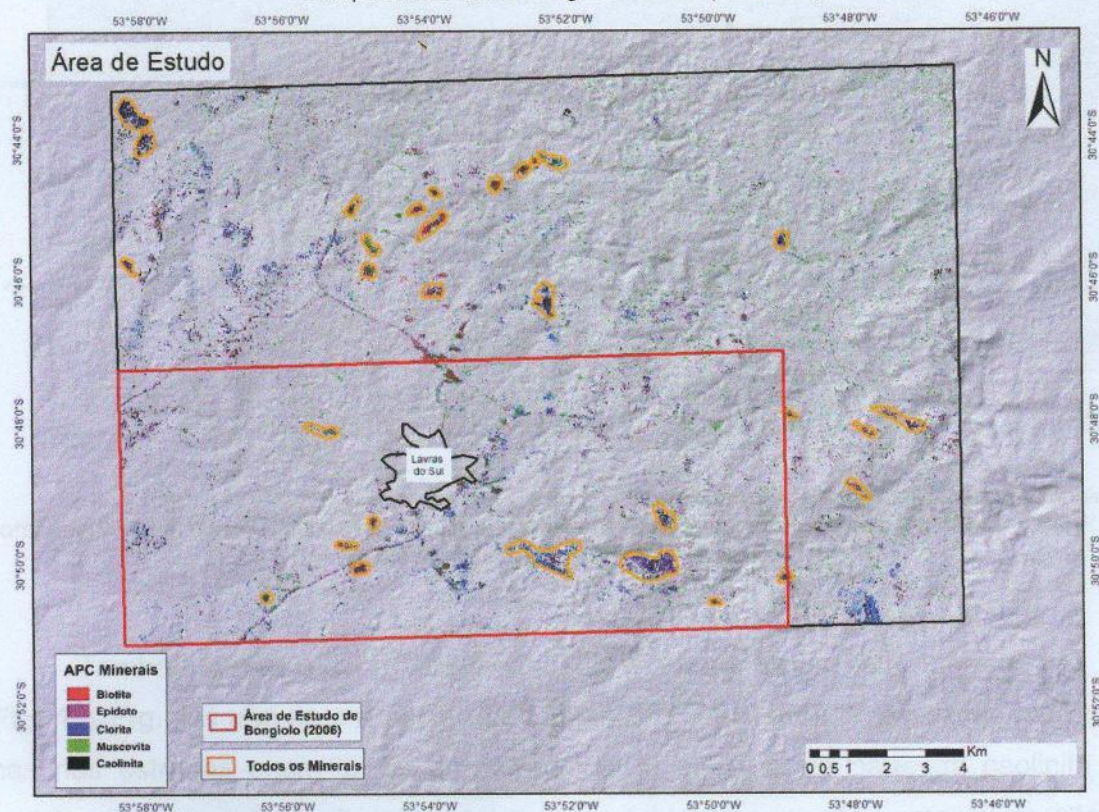 53°58'0"W 53°56'0"W 53°54'0"W 53°52'0"W 53°50'0"W 53°48'0"W 53°46'0"W
Área de Estudo
N
30°44'0"S 30°44'0"S
30°46'0"S 30°46'0"S
30°48'0"S 30°48'0"S
Lavras
do Sul
30°50'0"S 30°50'0"S
30°52'0"S 30°52'0"S
APC Minerais
Biotita
Epidoto
Clorita
Muscovita
Caolinita
Área de Estudo de
Bongiolo (2006)
Todos os Minerais
Km
0 0.5 1 2 3 4
53°58'0"W 53°56'0"W 53°54'0"W 53°52'0"W 53°50'0"W 53°48'0"W 53°46'0"W